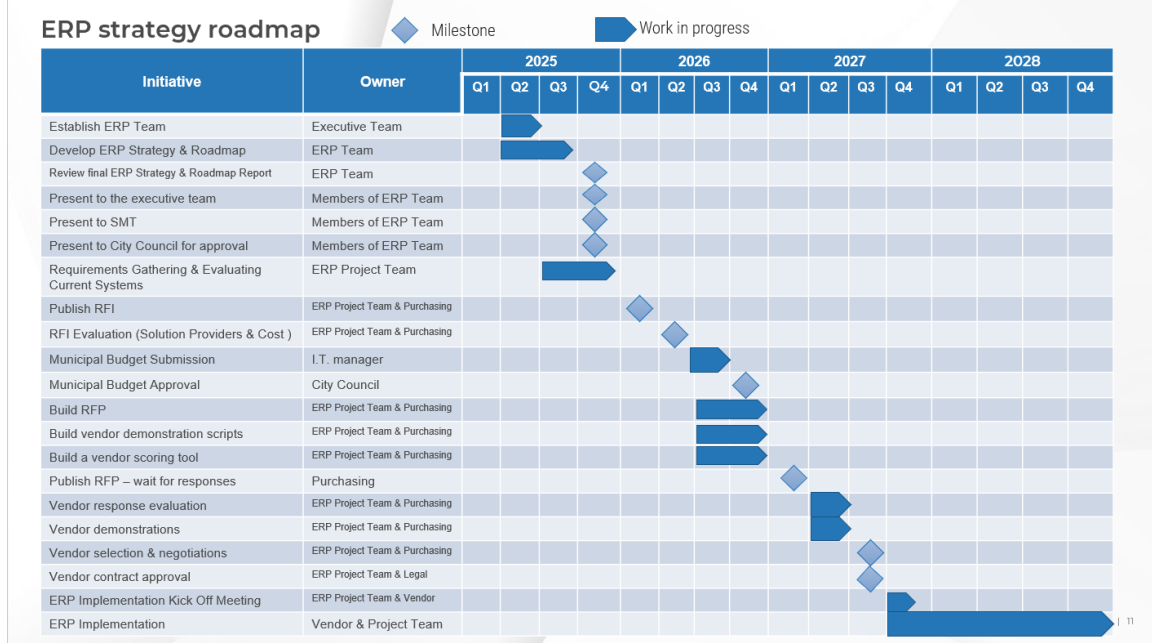 ERP strategy roadmap
Milestone
Work in progress
Initiative Owner 2025 2026 2027 2028
Q1 Q2 Q3 Q4 Q1 Q2 Q3 Q4 Q1 Q2 Q3 Q4 Q1 Q2 Q3 Q4
Establish ERP Team Executive Team
Develop ERP Strategy & Roadmap ERP Team
Review final ERP Strategy & Roadmap Report ERP Team
Present to the executive team Members of ERP Team
Present to SMT Members of ERP Team
Present to City Council for approval Members of ERP Team
Requirements Gathering & Evaluating ERP Project Team
Current Systems
Publish RFI ERP Project Team & Purchasing
RFI Evaluation (Solution Providers & Cost ) ERP Project Team & Purchasing
Municipal Budget Submission I.T. manager
Municipal Budget Approval City Council
Build RFP ERP Project Team & Purchasing
Build vendor demonstration scripts ERP Project Team & Purchasing
Build a vendor scoring tool ERP Project Team & Purchasing
Publish RFP – wait for responses Purchasing
Vendor response evaluation ERP Project Team & Purchasing
Vendor demonstrations ERP Project Team & Purchasing
Vendor selection & negotiations ERP Project Team & Purchasing
Vendor contract approval ERP Project Team & Legal
ERP Implementation Kick Off Meeting ERP Project Team & Vendor
ERP Implementation Vendor & Project Team
| 11